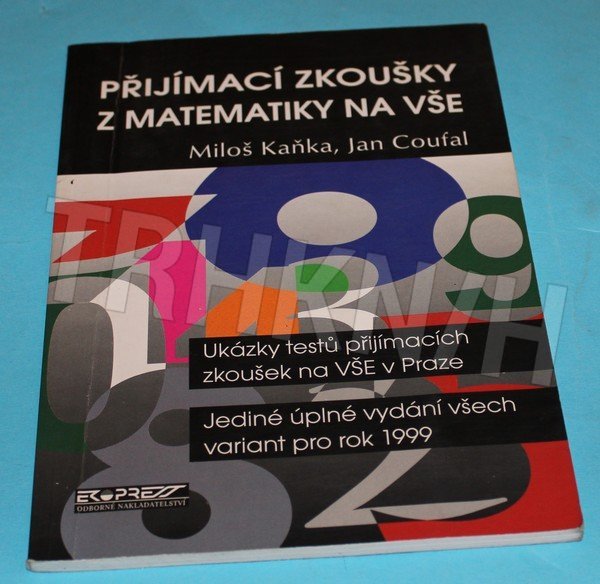 PŘIJÍMACÍ ZKOUŠKY
Z MATEMATIKY NA VŠE
Miloš Kaňka, Jan Coufal
TRHKNIH
Ukázky testů přijímacích
zkoušek na VŠE v Praze
Jediné úplné vydání všech
variant pro rok 1999
EKOPRESS
ODBORNÉ NAKLADATELSTVÍ